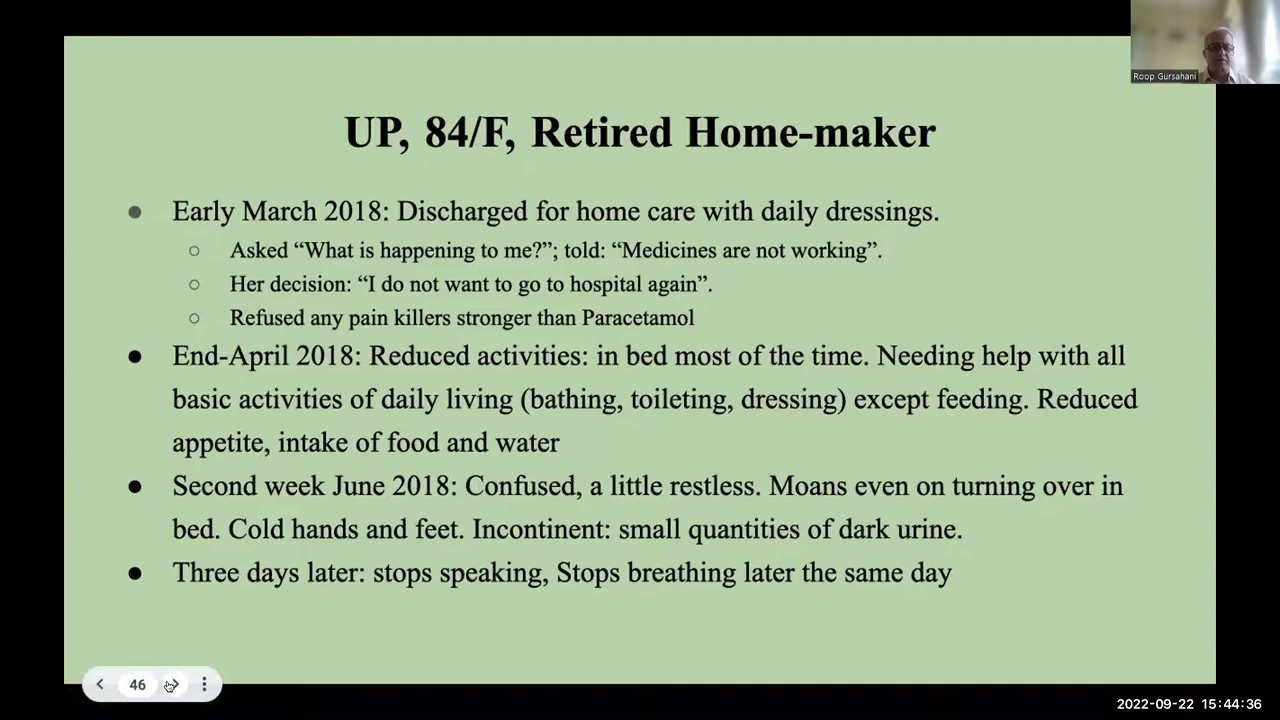 Roop Gursahani
UP, 84/F, Retired Home-maker
● Early March 2018: Discharged for home care with daily dressings.
○ Asked “What is happening to me?”; told: “Medicines are not working”.
○ Her decision: “I do not want to go to hospital again”.
○ Refused any pain killers stronger than Paracetamol
● End-April 2018: Reduced activities: in bed most of the time. Needing help with all
basic activities of daily living (bathing, toileting, dressing) except feeding. Reduced
appetite, intake of food and water
● Second week June 2018: Confused, a little restless. Moans even on turning over in
bed. Cold hands and feet. Incontinent: small quantities of dark urine.
● Three days later: stops speaking, Stops breathing later the same day
46
2022-09-22 15:44:36